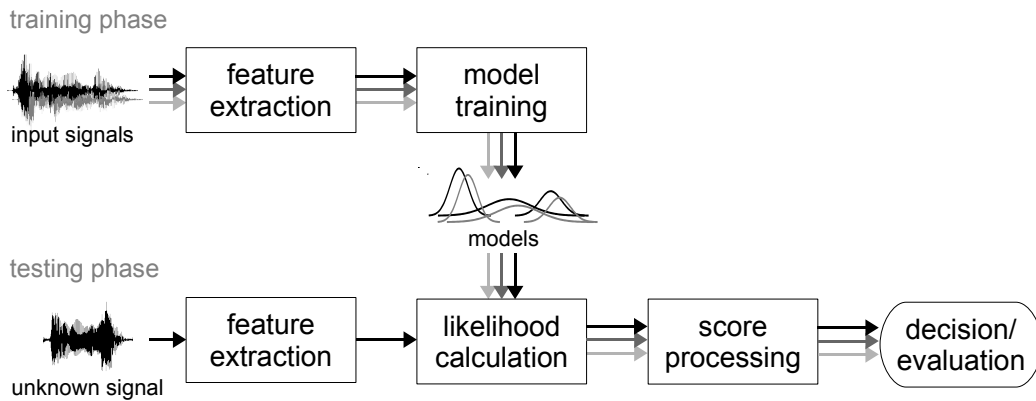 training phase
feature
extraction
model
training
input signals
models
testing phase
feature
extraction
likelihood
calculation
score
processing
decision/
evaluation
unknown signal